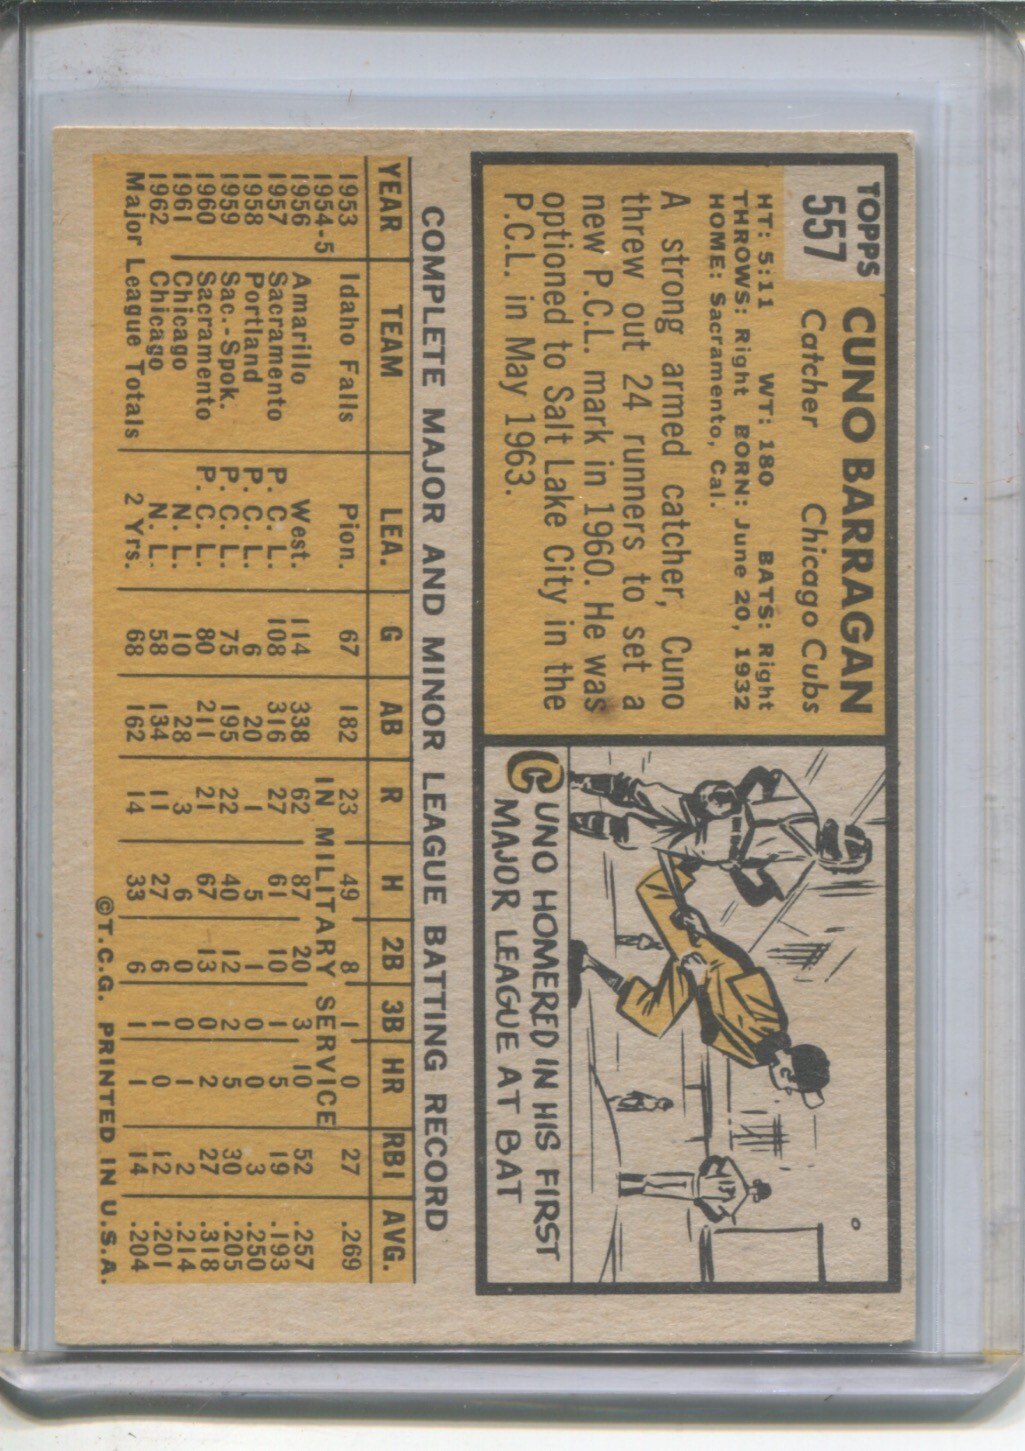 TOPPS
557
CUNO BARRAGAN
Catcher Chicago Cubs
HT: 5:11 WT: 180 BATS: Right
THROWS: Right BORN: June 20, 1932
HOME: Sacramento, Cal.
A strong armed catcher, Cuno
threw out 24 runners to set a
new P.C.L. mark in 1960. He was
optioned to Salt Lake City in the
P.C.L. in May 1963.
CUNO HOMERED IN HIS FIRST
MAJOR LEAGUE AT BAT
COMPLETE MAJOR AND MINOR LEAGUE BATTING RECORD
YEAR TEAM LEA. G AB R H 2B 3B HR RBI AVG.
1953 Idaho Falls Pion. 67 182 23 49 8 1 0 27 .269
1954-5 IN MILITARY SERVICE
1956 Amarillo West. 114 338 62 87 20 3 10 52 .257
1957 Sacramento P. C. L. 108 316 27 61 10 1 5 19 .193
1958 Portland P. C. L. 6 20 1 5 1 0 0 3 .250
1959 Sac.-Spok. P. C. L. 75 195 22 40 12 2 5 30 .205
1960 Sacramento P. C. L. 80 211 21 67 13 0 2 27 .318
1961 Chicago N. L. 10 28 3 6 0 0 1 2 .214
1962 Chicago N. L. 58 134 11 27 6 1 0 12 .201
Major League Totals 2 Yrs. 68 162 14 33 6 1 1 14 .204
©T.C.G. PRINTED IN U.S.A.